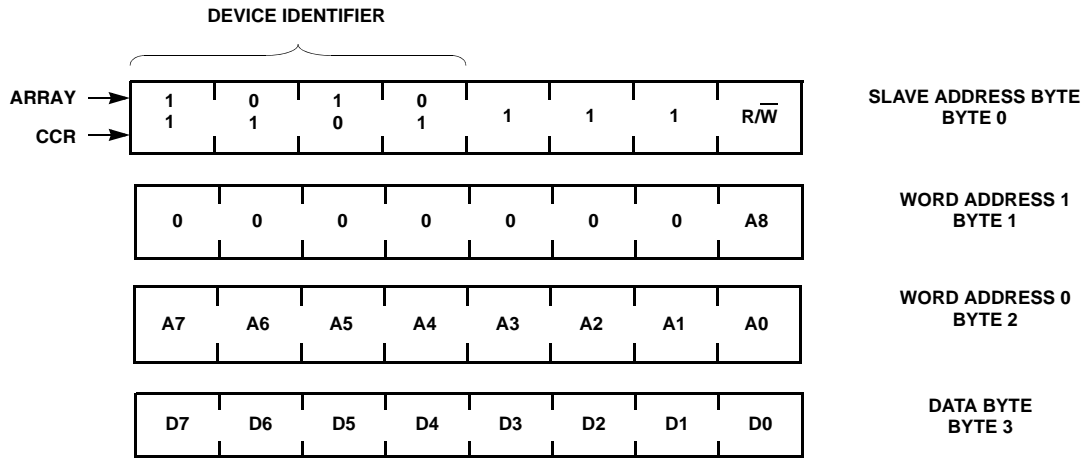 DEVICE IDENTIFIER
ARRAY
CCR
1 0 1 0
1 1 0 1
1 1 1 R/W̅
SLAVE ADDRESS BYTE
BYTE 0
0 0 0 0 0 0 0 A8
WORD ADDRESS 1
BYTE 1
A7 A6 A5 A4 A3 A2 A1 A0
WORD ADDRESS 0
BYTE 2
D7 D6 D5 D4 D3 D2 D1 D0
DATA BYTE
BYTE 3